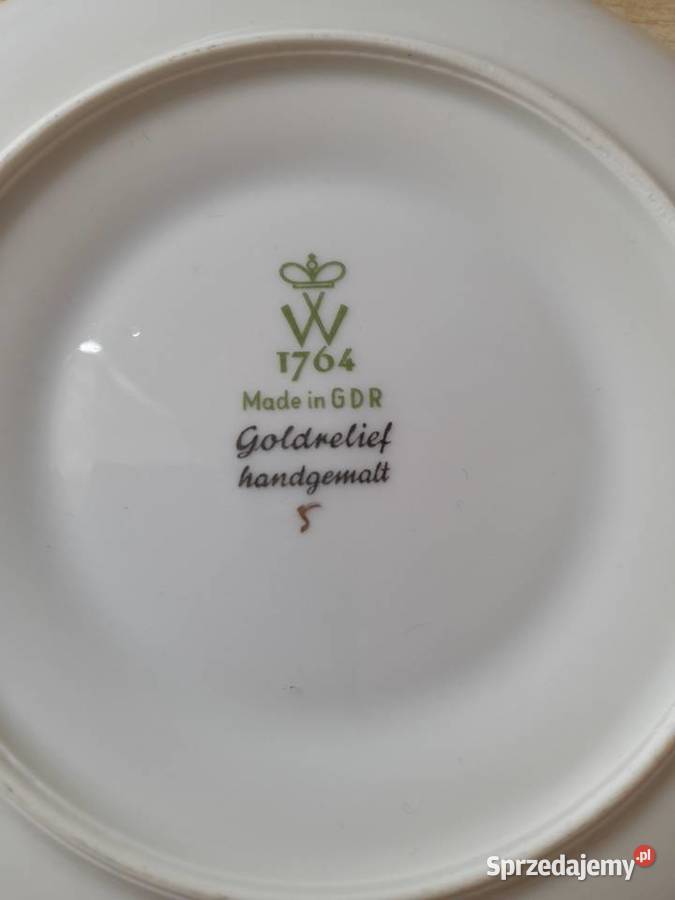 W
1764
Made in GDR
Goldrelief
handgemalt
5
Sprzedajemy.pl